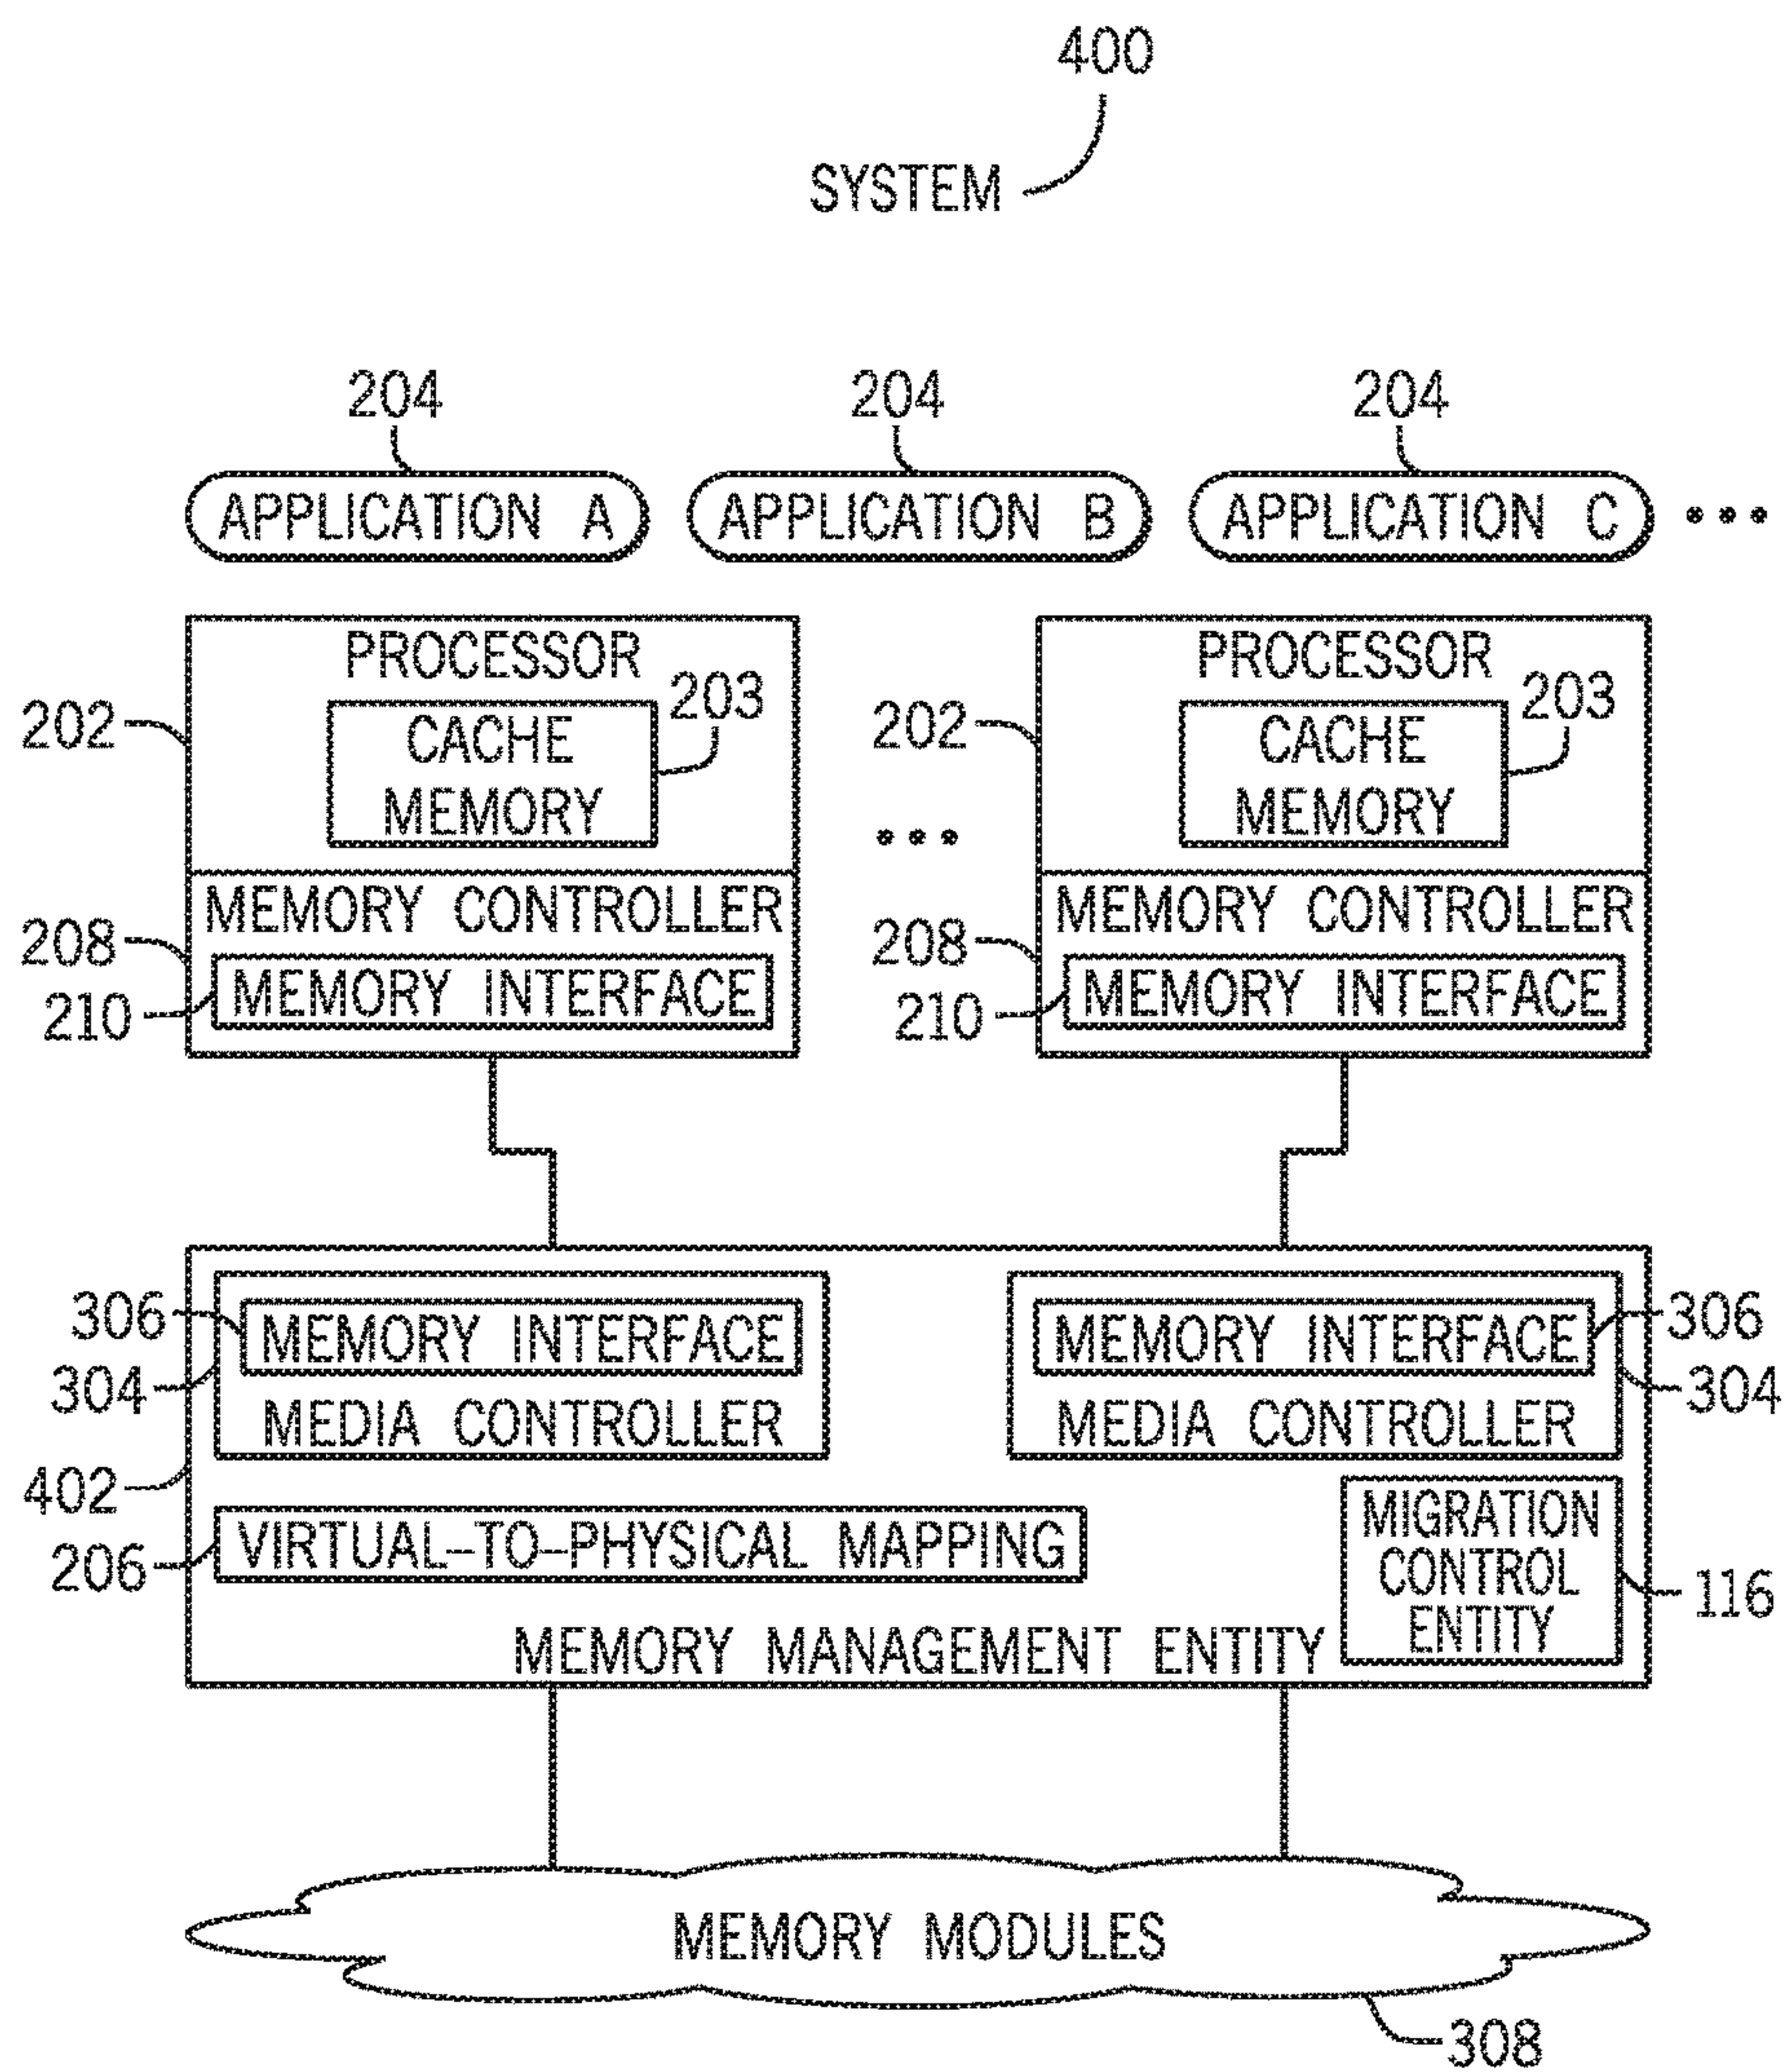 400
SYSTEM
204 204 204
APPLICATION A APPLICATION B APPLICATION C •••
PROCESSOR PROCESSOR
202 CACHE MEMORY 203 202 CACHE MEMORY 203
•••
MEMORY CONTROLLER MEMORY CONTROLLER
208 208
210 MEMORY INTERFACE 210 MEMORY INTERFACE
306 MEMORY INTERFACE MEMORY INTERFACE 306
304 MEDIA CONTROLLER MEDIA CONTROLLER 304
402
206 VIRTUAL–TO–PHYSICAL MAPPING
MIGRATION
CONTROL
ENTITY
116
MEMORY MANAGEMENT ENTITY
MEMORY MODULES
308